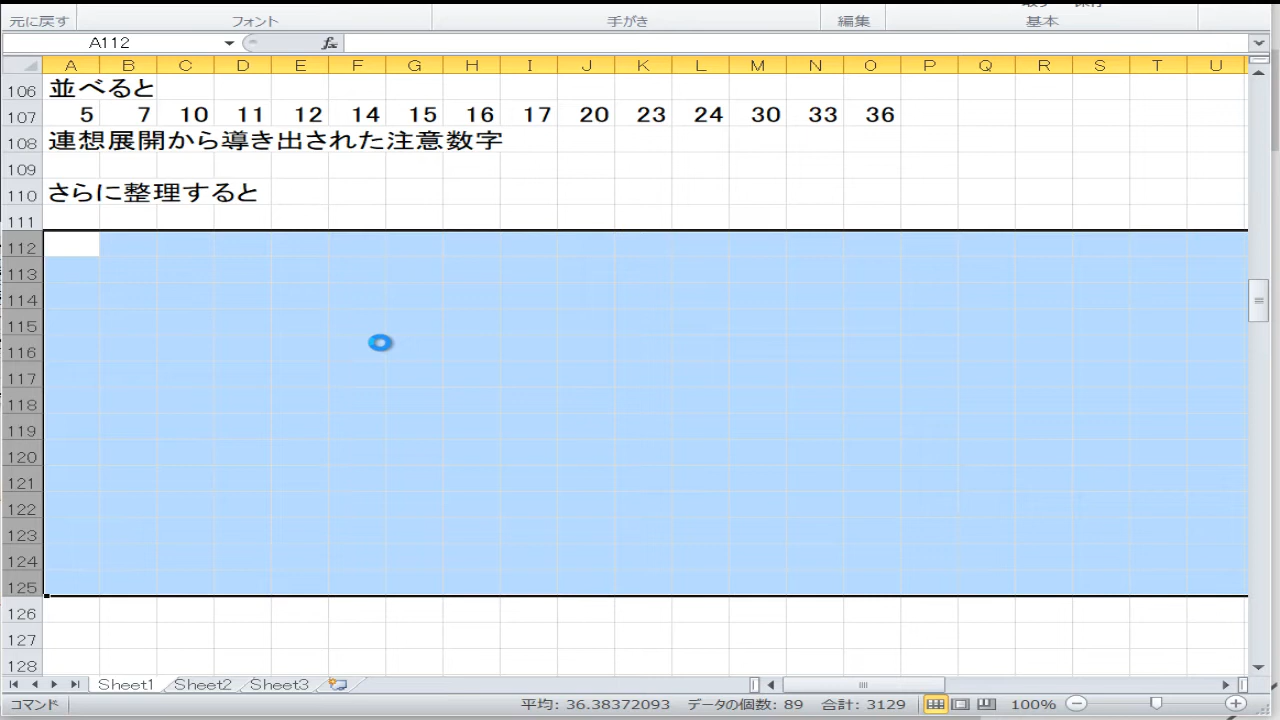 元に戻す フォント 手がき 編集 基本
A112 fx
A B C D E F G H I J K L M N O P Q R S T U
106 並べると
107 5 7 10 11 12 14 15 16 17 20 23 24 30 33 36
108 連想展開から導き出された注意数字
109
110 さらに整理すると
111
112
113
114
115
116
117
118
119
120
121
122
123
124
125
126
127
128
Sheet1 Sheet2 Sheet3
コマンド 平均: 36.38372093 データの個数: 89 合計: 3129 100%